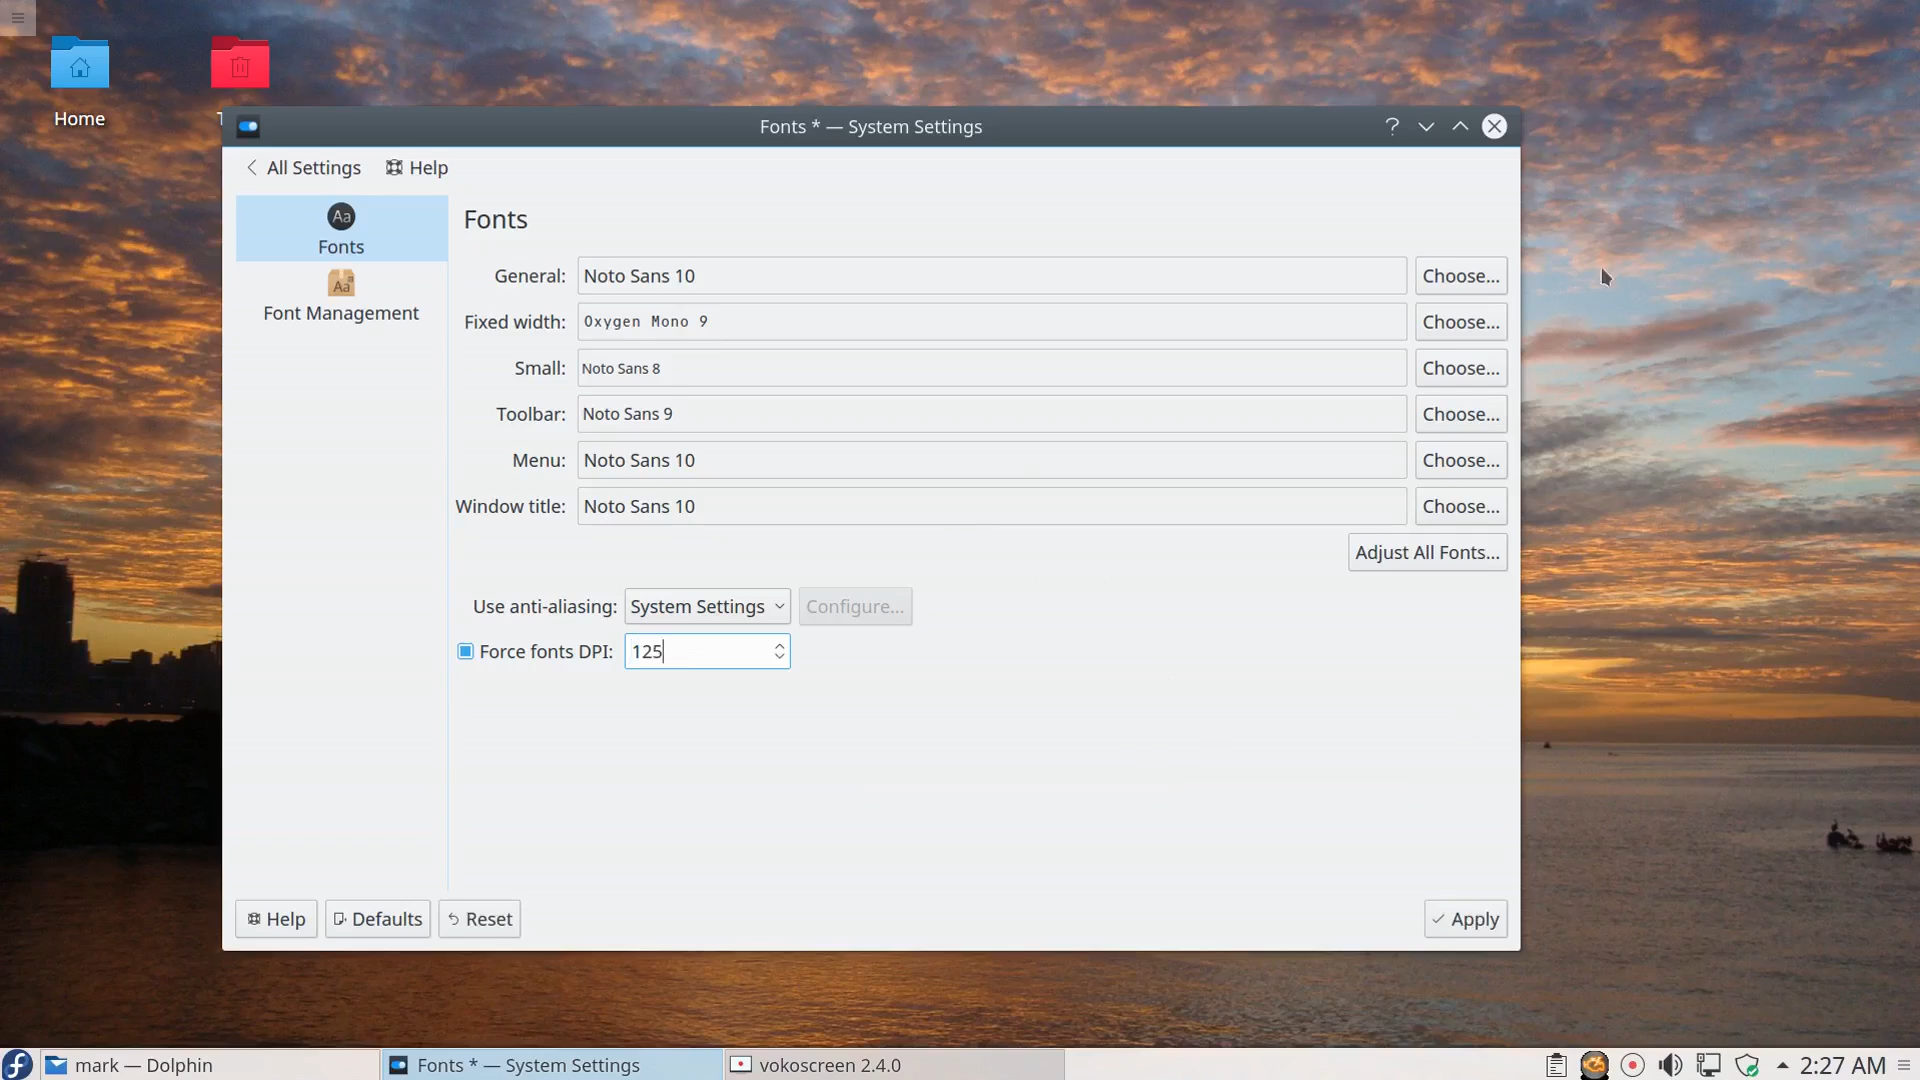 Home
Fonts * — System Settings
All Settings
Help
Aa
Fonts
Aa
Font Management
Fonts
General: Noto Sans 10 Choose...
Fixed width: Oxygen Mono 9 Choose...
Small: Noto Sans 8 Choose...
Toolbar: Noto Sans 9 Choose...
Menu: Noto Sans 10 Choose...
Window title: Noto Sans 10 Choose...
Adjust All Fonts...
Use anti-aliasing: System Settings Configure...
Force fonts DPI: 125
Help Defaults Reset Apply
mark — Dolphin Fonts * — System Settings vokoscreen 2.4.0 2:27 AM